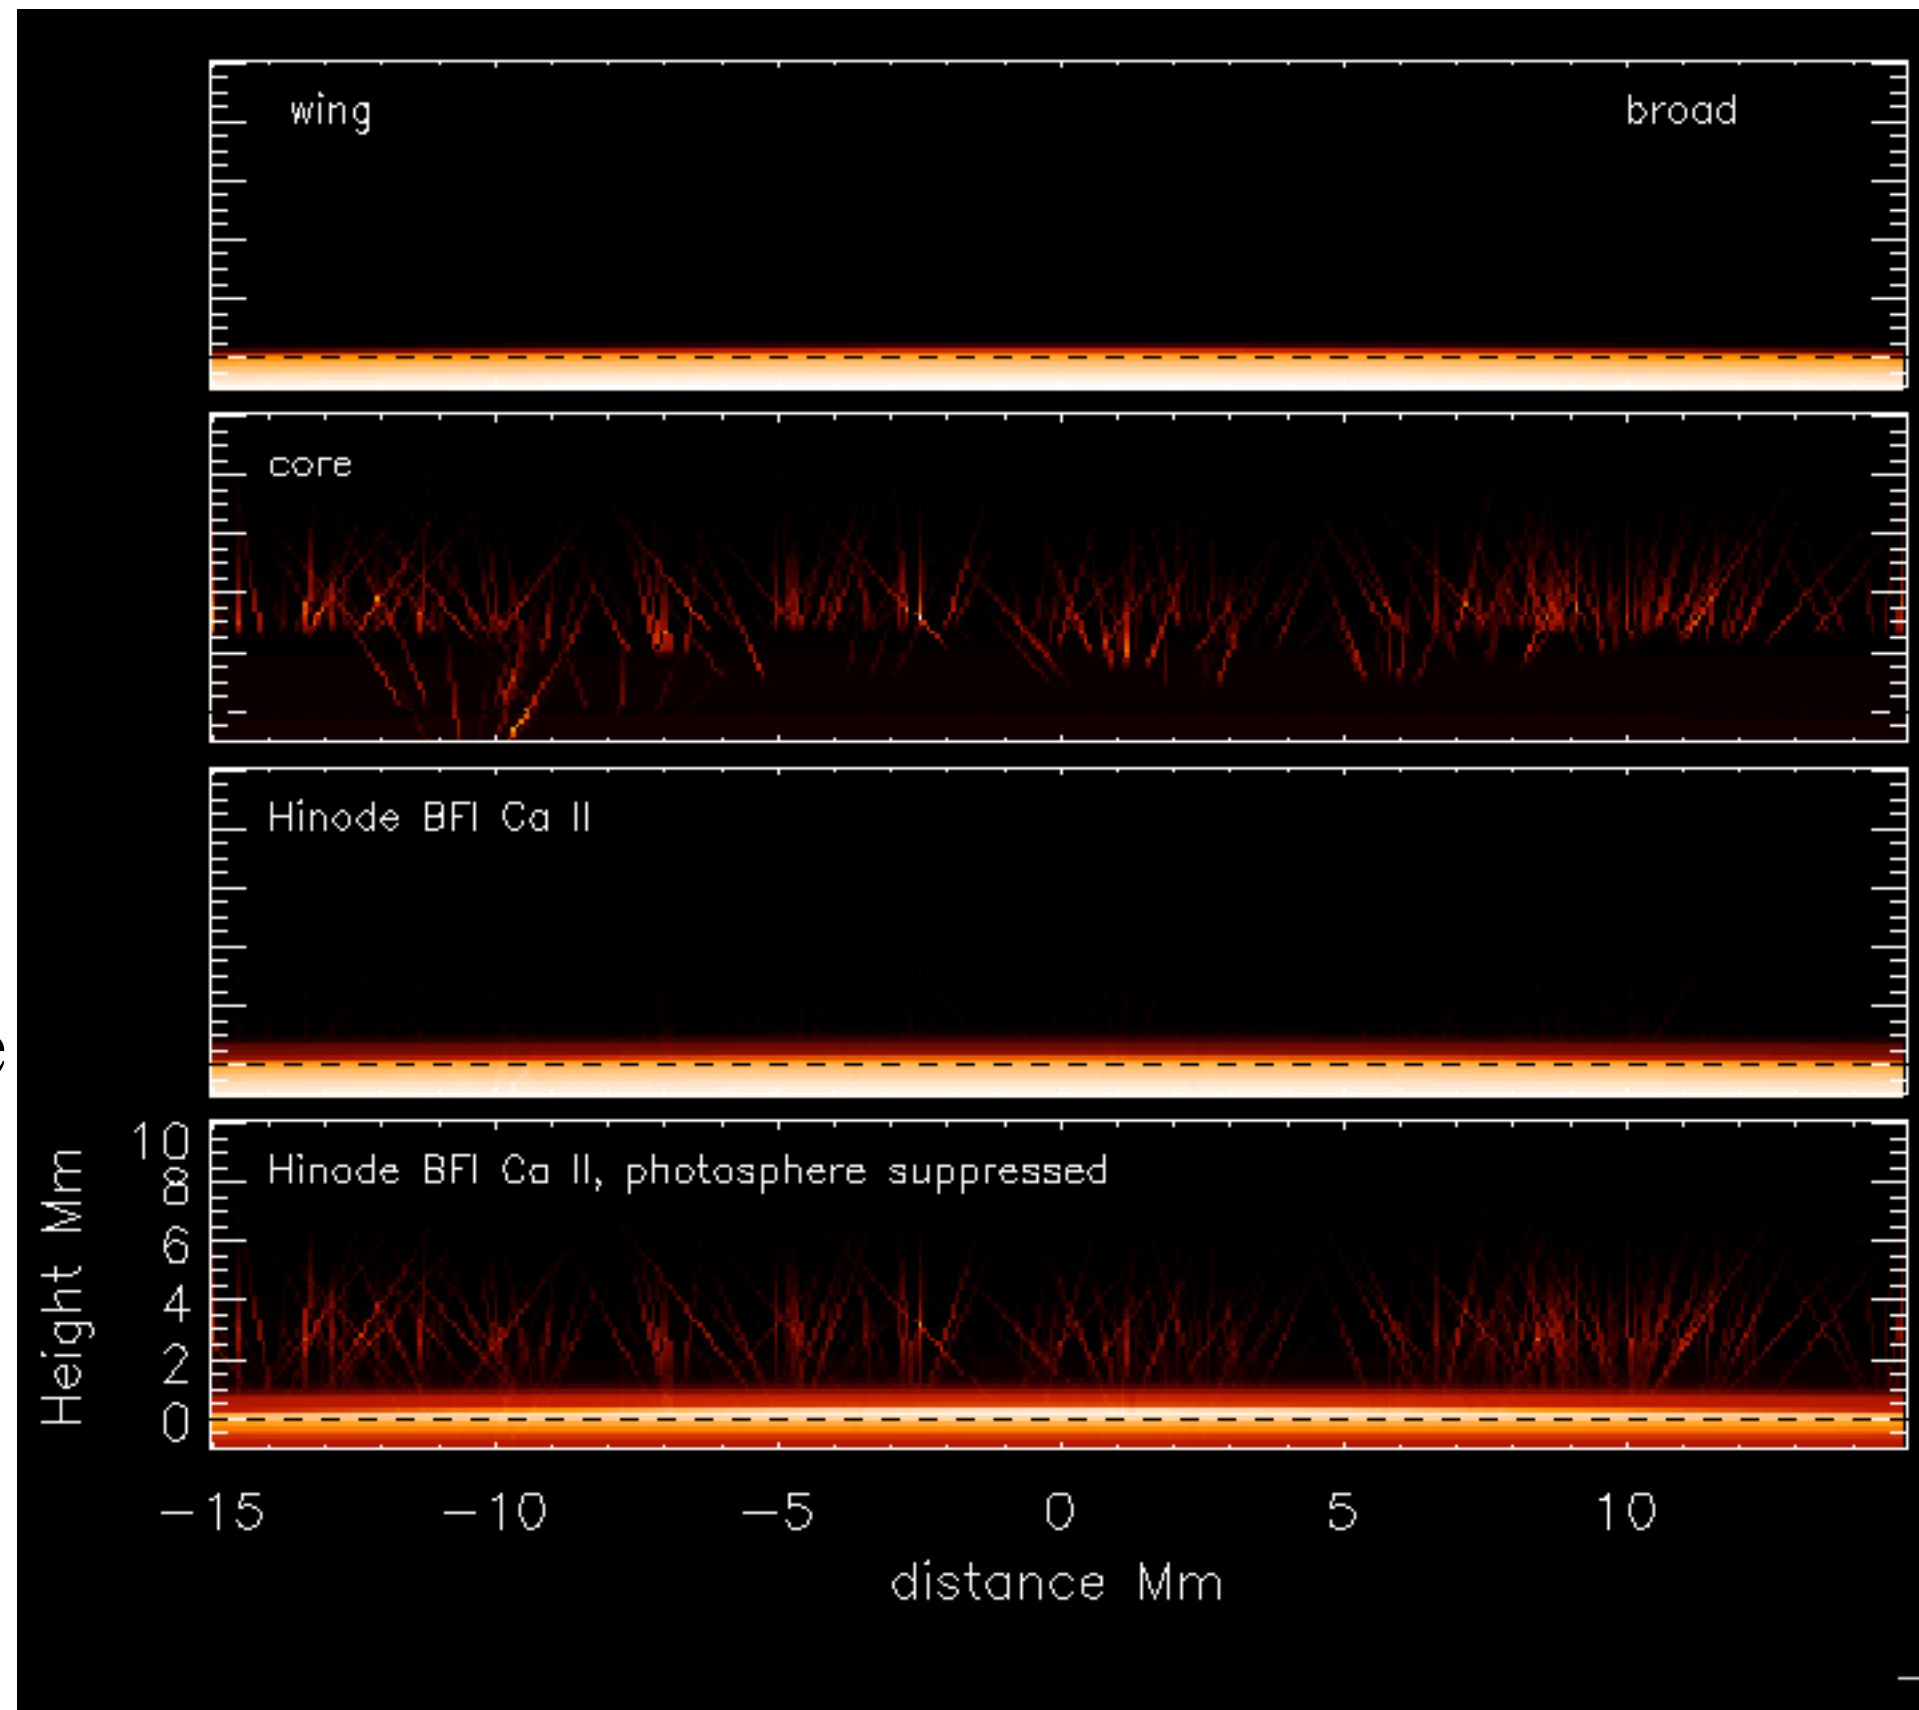 wing
broad
core
Hinode BFI Ca II
Hinode BFI Ca II, photosphere suppressed
10
8
6
4
2
0
Height Mm
−15 −10 −5 0 5 10
distance Mm